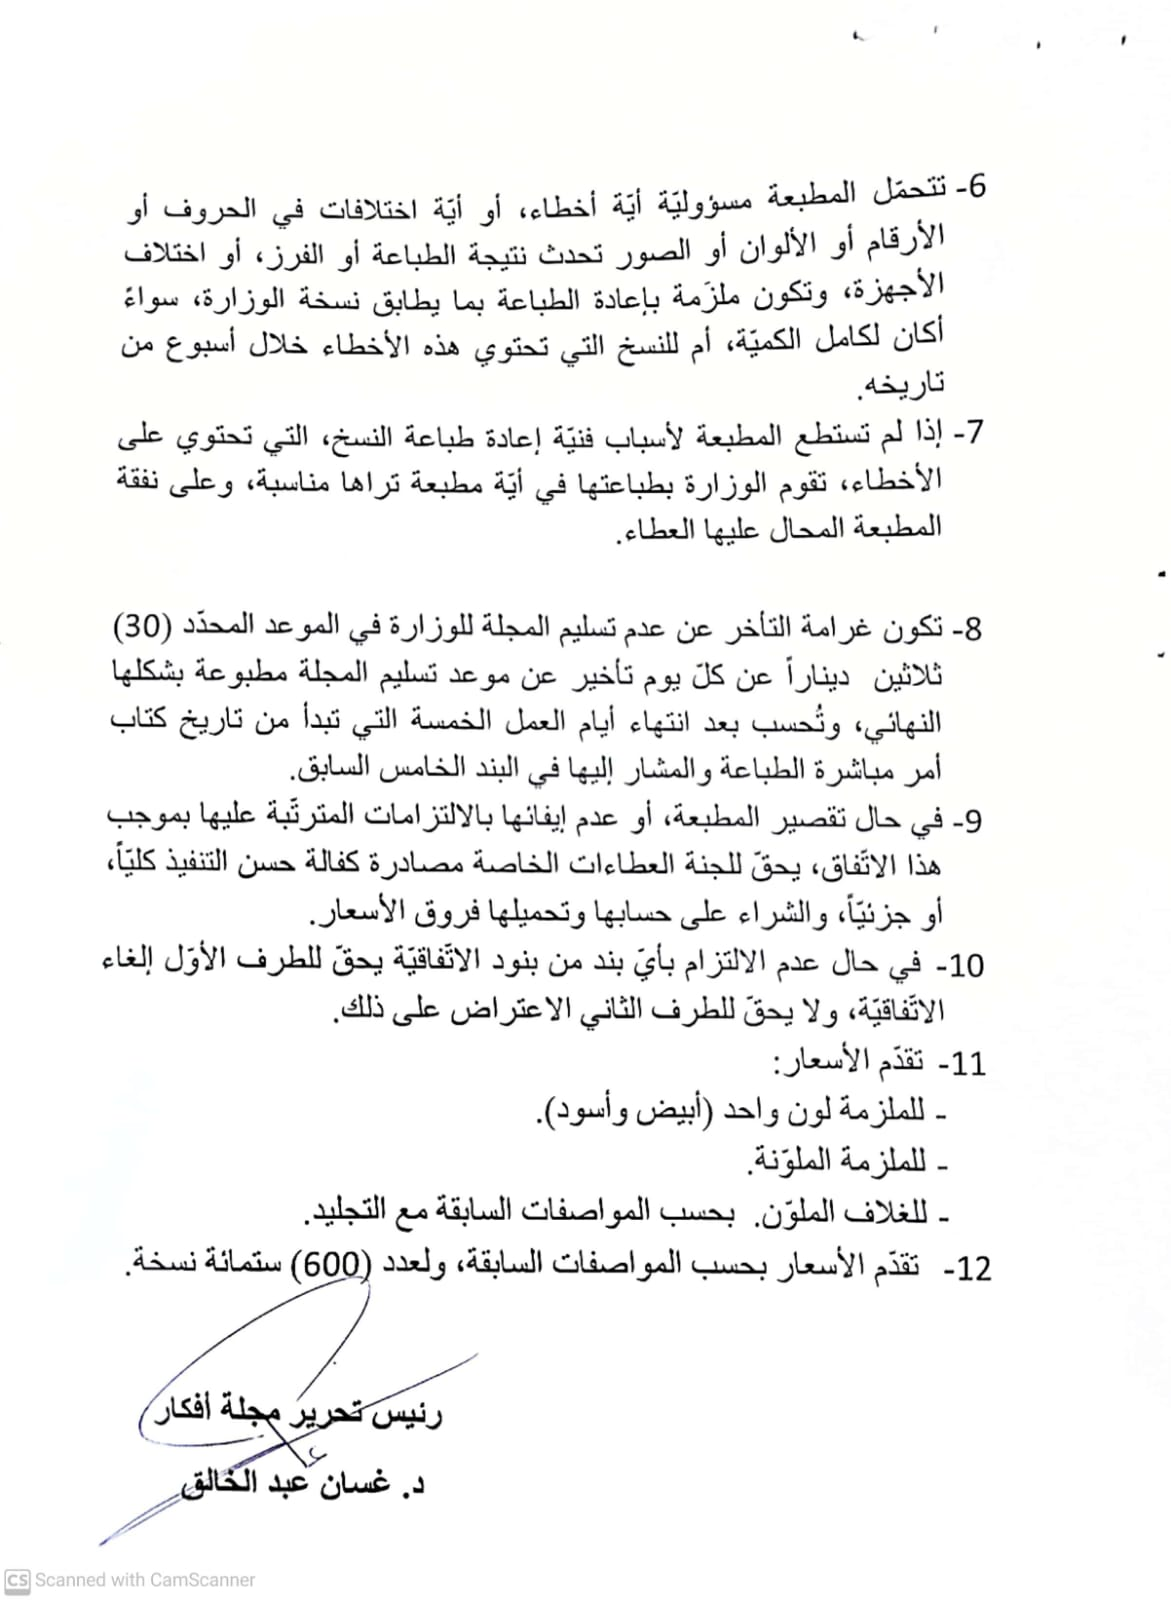 6- تتحمّل المطبعة مسؤوليّة أيّة أخطاء، أو أيّة اختلافات في الحروف أو
الأرقام أو الألوان أو الصور تحدث نتيجة الطباعة أو الفرز، أو اختلاف
الأجهزة، وتكون ملزَمة بإعادة الطباعة بما يطابق نسخة الوزارة، سواءً
أكان لكامل الكميّة، أم للنسخ التي تحتوي هذه الأخطاء خلال أسبوع من
تاريخه.
7- إذا لم تستطع المطبعة لأسباب فنيّة إعادة طباعة النسخ، التي تحتوي على
الأخطاء، تقوم الوزارة بطباعتها في أيّة مطبعة تراها مناسبة، وعلى نفقة
المطبعة المحال عليها العطاء.
8- تكون غرامة التأخر عن عدم تسليم المجلة للوزارة في الموعد المحدّد (30)
ثلاثين ديناراً عن كلّ يوم تأخير عن موعد تسليم المجلة مطبوعة بشكلها
النهائي، وتُحسب بعد انتهاء أيام العمل الخمسة التي تبدأ من تاريخ كتاب
أمر مباشرة الطباعة والمشار إليها في البند الخامس السابق.
9- في حال تقصير المطبعة، أو عدم إيفائها بالالتزامات المترتّبة عليها بموجب
هذا الاتّفاق، يحقّ للجنة العطاءات الخاصة مصادرة كفالة حسن التنفيذ كليّاً،
أو جزئيّاً، والشراء على حسابها وتحميلها فروق الأسعار.
10- في حال عدم الالتزام بأيّ بند من بنود الاتّفاقيّة يحقّ للطرف الأوّل إلغاء
الاتّفاقيّة، ولا يحقّ للطرف الثاني الاعتراض على ذلك.
11- تقدّم الأسعار:
- للملزمة لون واحد (أبيض وأسود).
- للملزمة الملوّنة.
- للغلاف الملوّن. بحسب المواصفات السابقة مع التجليد.
12- تقدّم الأسعار بحسب المواصفات السابقة، ولعدد (600) ستمائة نسخة.
رئيس تحرير مجلة أفكار
د. غسان عبد الخالق
CS Scanned with CamScanner